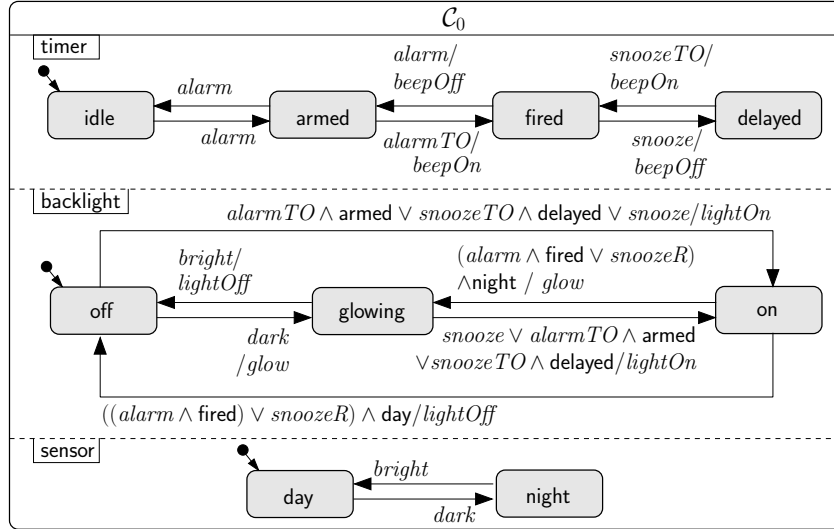 𝒞₀
timer
alarm/
beepOff
snoozeTO/
beepOn
alarm
idle
armed
fired
delayed
alarm
alarmTO/
beepOn
snooze/
beepOff
backlight
alarmTO ∧ armed ∨ snoozeTO ∧ delayed ∨ snooze/lightOn
bright/
lightOff
(alarm ∧ fired ∨ snoozeR)
∧night / glow
off
glowing
on
dark
/glow
snooze ∨ alarmTO ∧ armed
∨snoozeTO ∧ delayed/lightOn
((alarm ∧ fired) ∨ snoozeR) ∧ day/lightOff
sensor
bright
day
night
dark